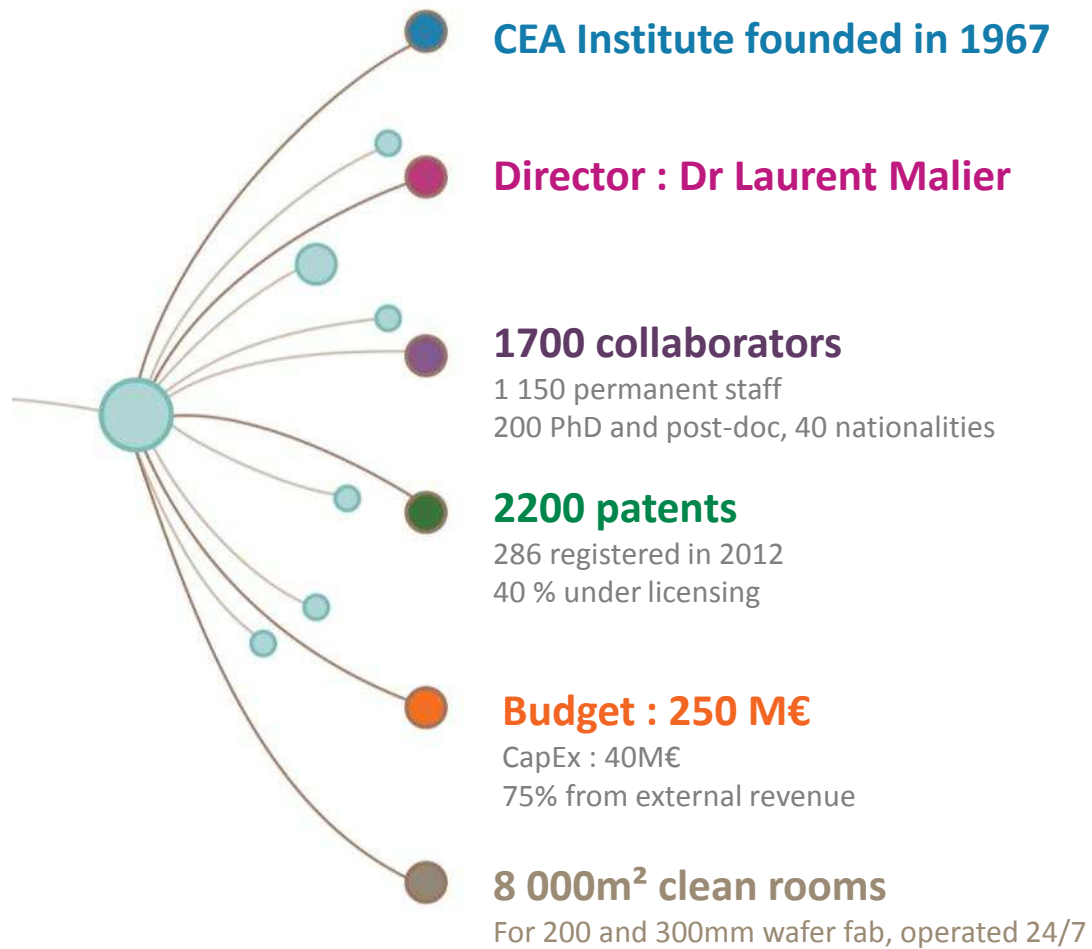 CEA Institute founded in 1967
Director : Dr Laurent Malier
1700 collaborators
1 150 permanent staff
200 PhD and post-doc, 40 nationalities
2200 patents
286 registered in 2012
40 % under licensing
Budget : 250 M€
CapEx : 40M€
75% from external revenue
8 000m² clean rooms
For 200 and 300mm wafer fab, operated 24/7